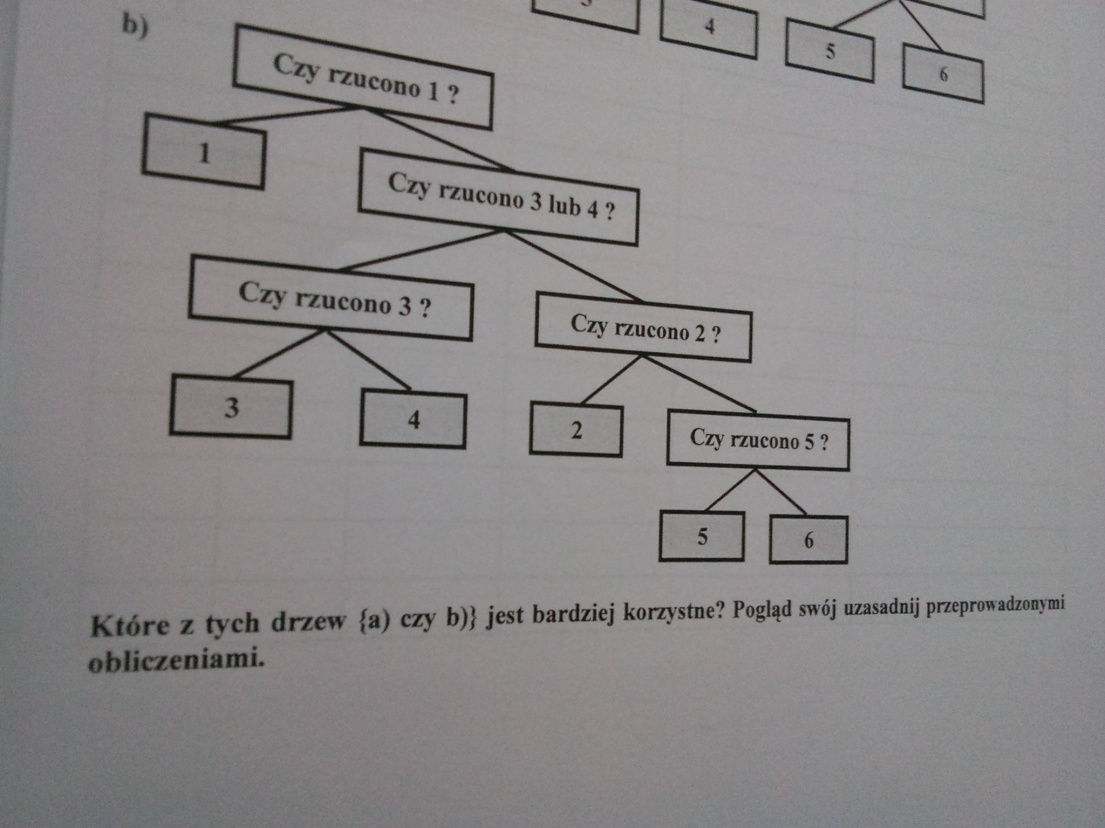 4
5
6
b)
Czy rzucono 1 ?
1
Czy rzucono 3 lub 4 ?
Czy rzucono 3 ?
Czy rzucono 2 ?
3
4
2
Czy rzucono 5 ?
5
6
Które z tych drzew {a) czy b)} jest bardziej korzystne? Pogląd swój uzasadnij przeprowadzonymi
obliczeniami.